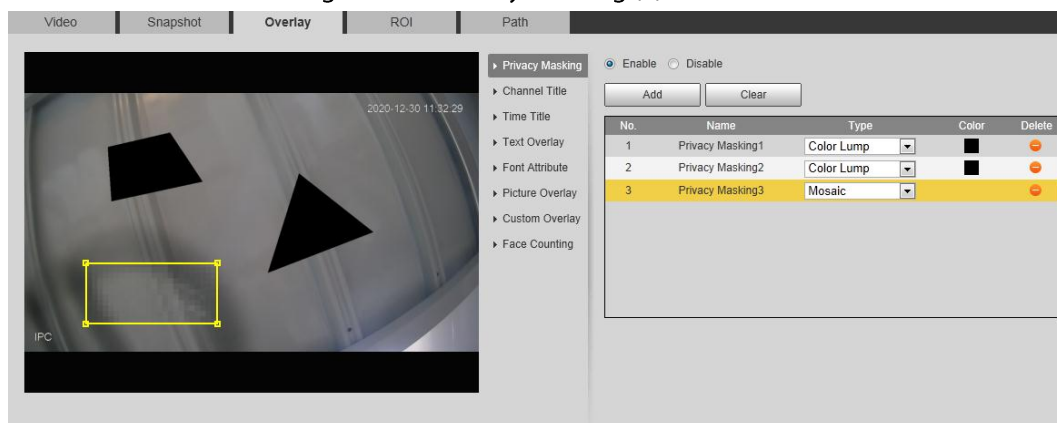 Video Snapshot Overlay ROI Path
2020-12-30 11:32:29
IPC
Privacy Masking
Channel Title
Time Title
Text Overlay
Font Attribute
Picture Overlay
Custom Overlay
Face Counting
Enable Disable
Add Clear
No. Name Type Color Delete
1 Privacy Masking1 Color Lump
2 Privacy Masking2 Color Lump
3 Privacy Masking3 Mosaic